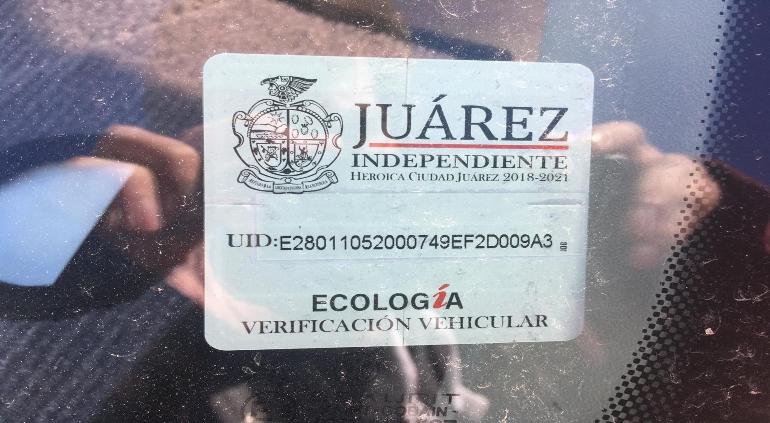 JUÁREZ
INDEPENDIENTE
HEROICA CIUDAD JUÁREZ 2018-2021
UID:E28011052000749EF2D009A3
ECOLOGíA
VERIFICACIÓN VEHICULAR